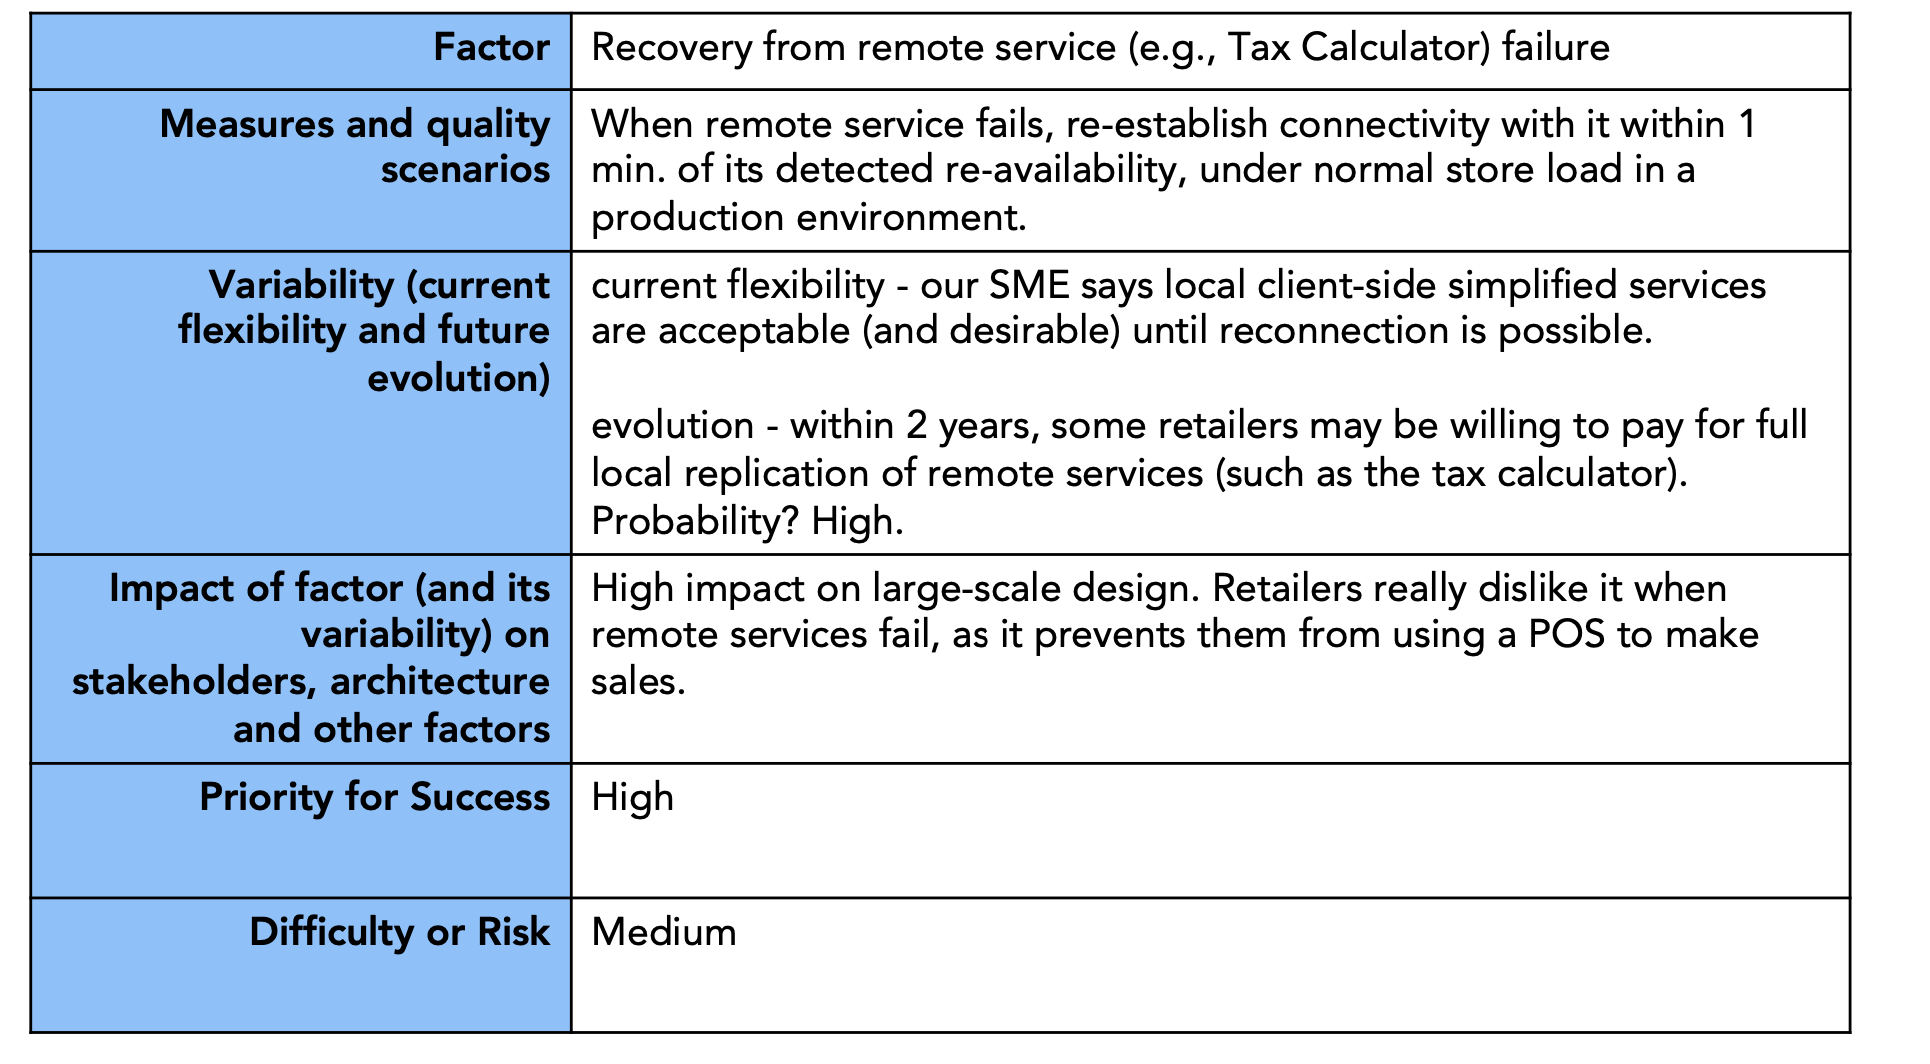 Factor
Recovery from remote service (e.g., Tax Calculator) failure
Measures and quality
scenarios
When remote service fails, re-establish connectivity with it within 1
min. of its detected re-availability, under normal store load in a
production environment.
Variability (current
flexibility and future
evolution)
current flexibility - our SME says local client-side simplified services
are acceptable (and desirable) until reconnection is possible.
evolution - within 2 years, some retailers may be willing to pay for full
local replication of remote services (such as the tax calculator).
Probability? High.
Impact of factor (and its
variability) on
stakeholders, architecture
and other factors
High impact on large-scale design. Retailers really dislike it when
remote services fail, as it prevents them from using a POS to make
sales.
Priority for Success
High
Difficulty or Risk
Medium